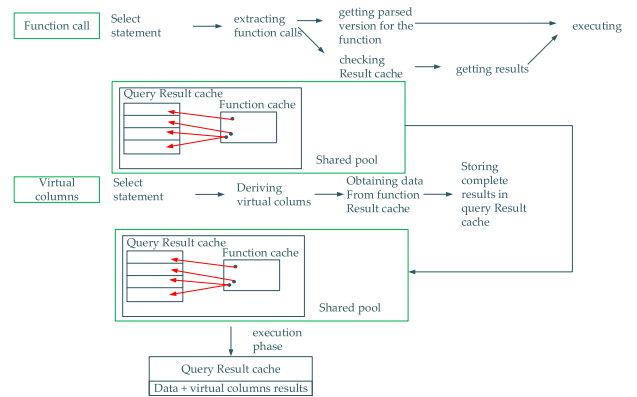 Function call
Select
statement
extracting
function calls
getting parsed
version for the
function
executing
checking
Result cache
getting results
Query Result cache
Function cache
Shared pool
Virtual
columns
Select
statement
Deriving
virtual colums
Obtaining data
From function
Result cache
Storing
complete
results in
query Result
cache
Query Result cache
Function cache
Shared pool
execution
phase
Query Result cache
Data + virtual columns results